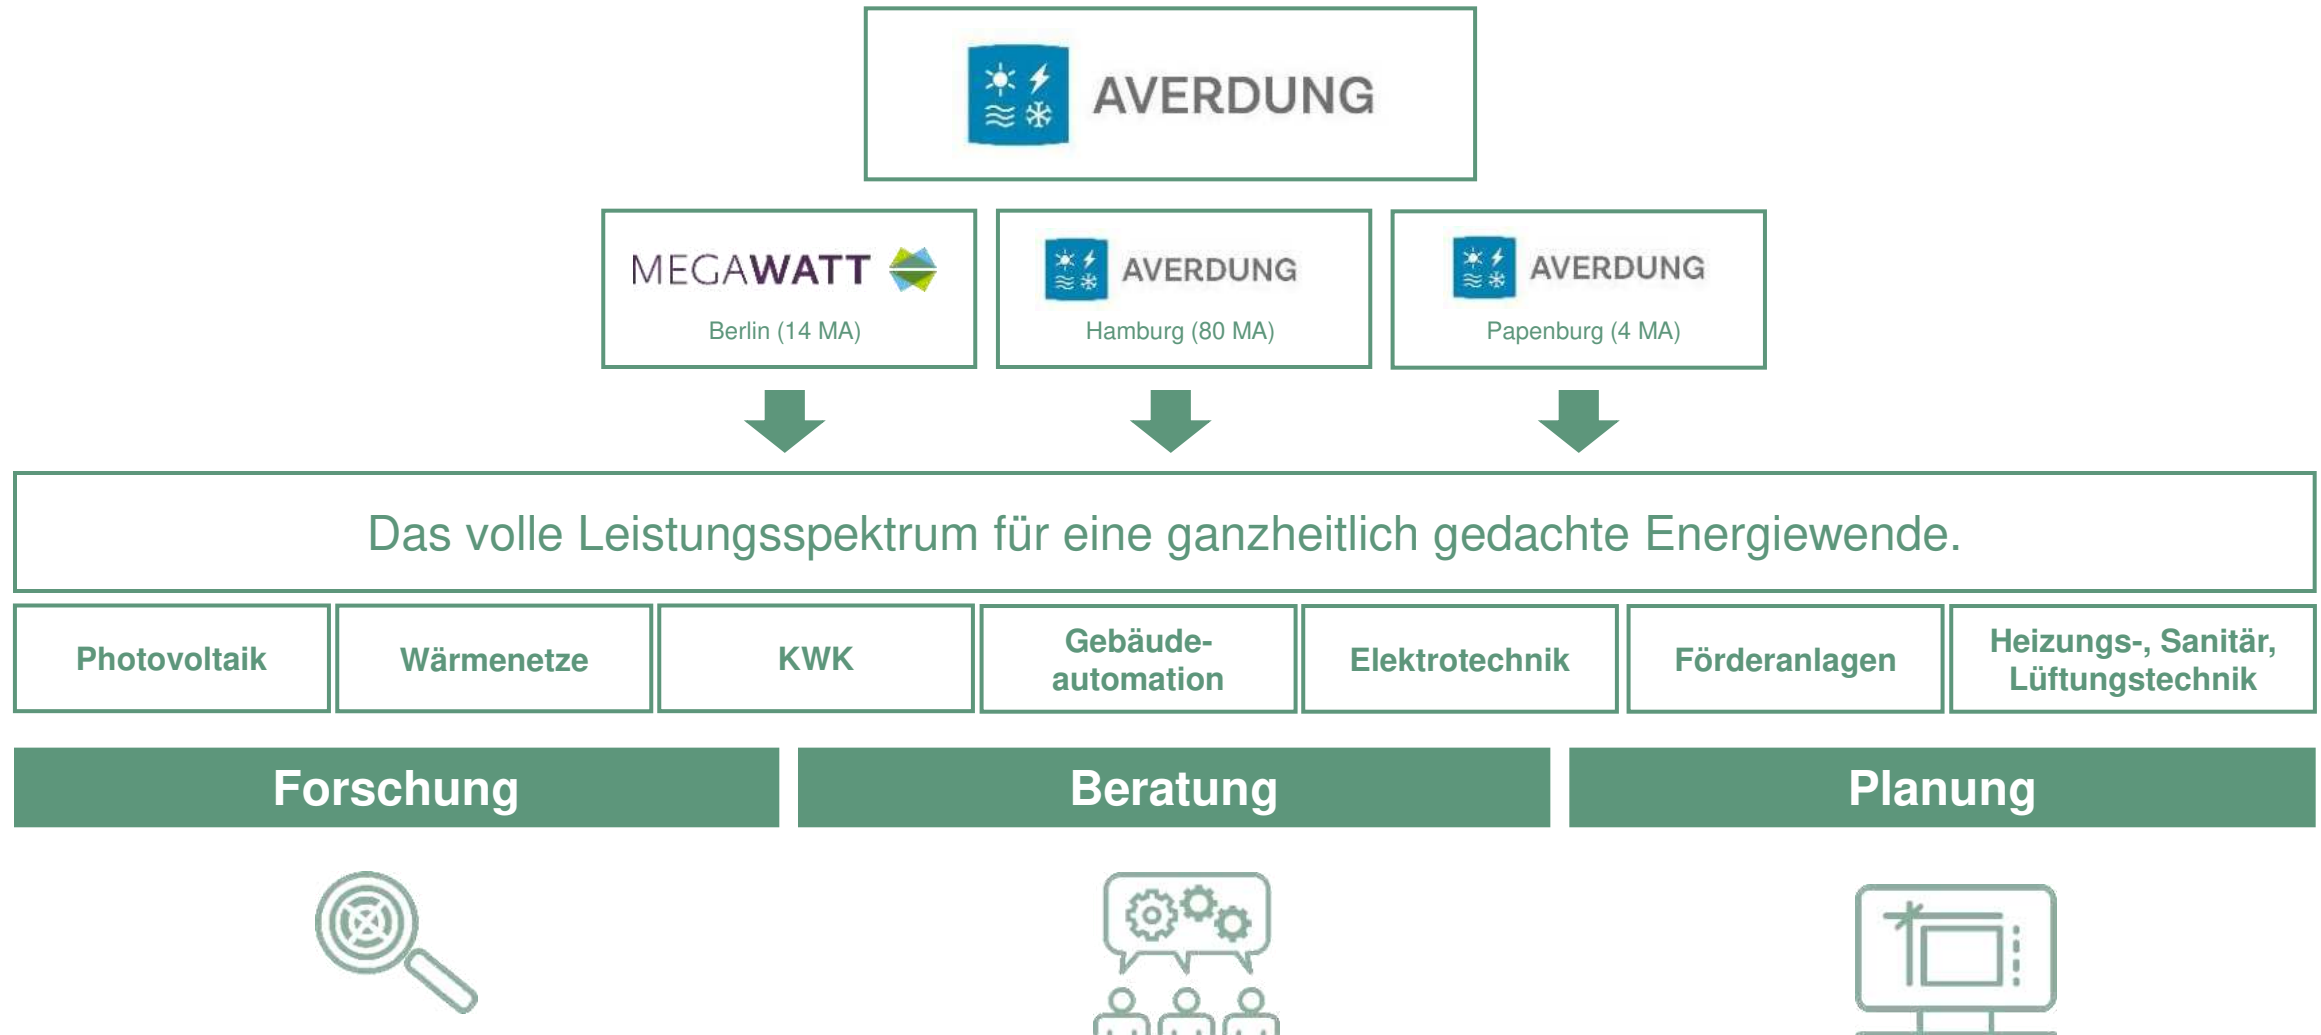 AVERDUNG
MEGAWATT
Berlin (14 MA)
AVERDUNG
Hamburg (80 MA)
AVERDUNG
Papenburg (4 MA)
Das volle Leistungsspektrum für eine ganzheitlich gedachte Energiewende.
Photovoltaik
Wärmenetze
KWK
Gebäude-
automation
Elektrotechnik
Förderanlagen
Heizungs-, Sanitär,
Lüftungstechnik
Forschung
Beratung
Planung